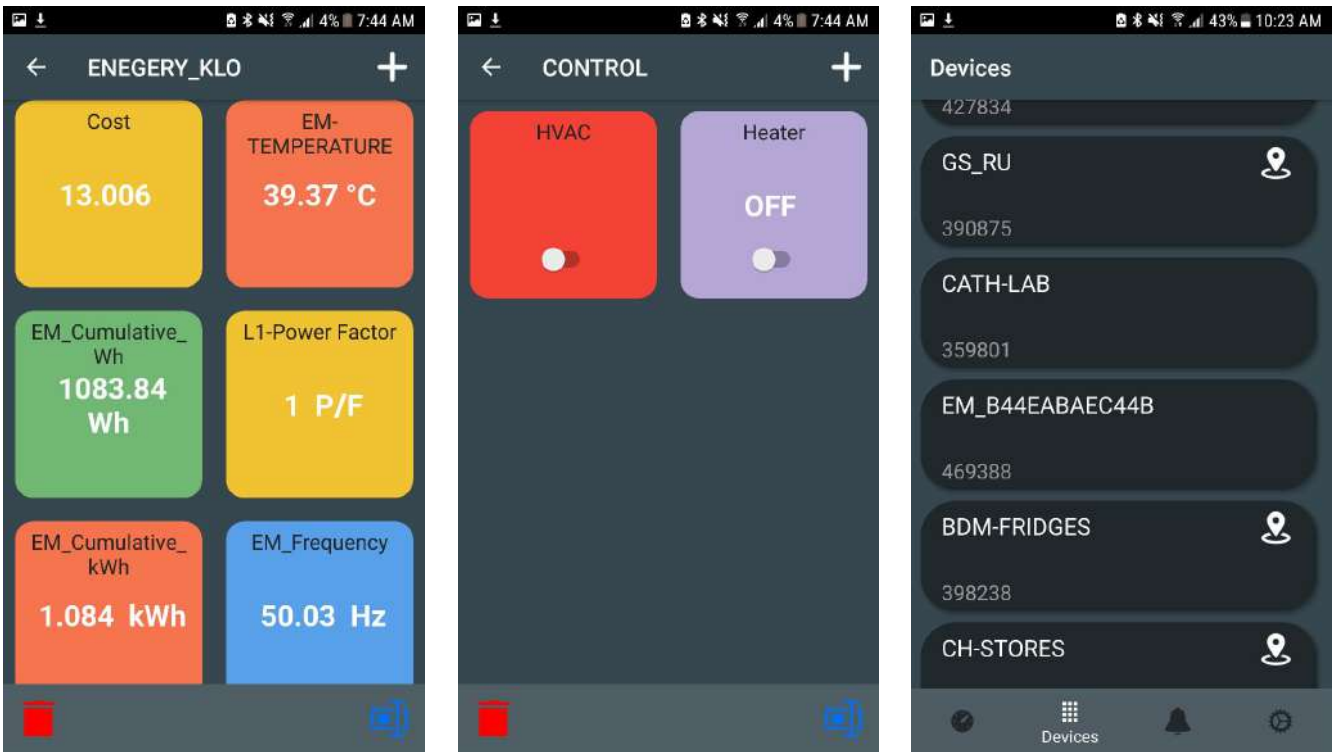 4% 7:44 AM
ENEGERY_KLO
Cost
13.006
EM-
TEMPERATURE
39.37 °C
EM_Cumulative_
Wh
1083.84
Wh
L1-Power Factor
1 P/F
EM_Cumulative_
kWh
1.084 kWh
EM_Frequency
50.03 Hz
4% 7:44 AM
CONTROL
HVAC
Heater
OFF
43% 10:23 AM
Devices
427834
GS_RU
390875
CATH-LAB
359801
EM_B44EABAEC44B
469388
BDM-FRIDGES
398238
CH-STORES
Devices